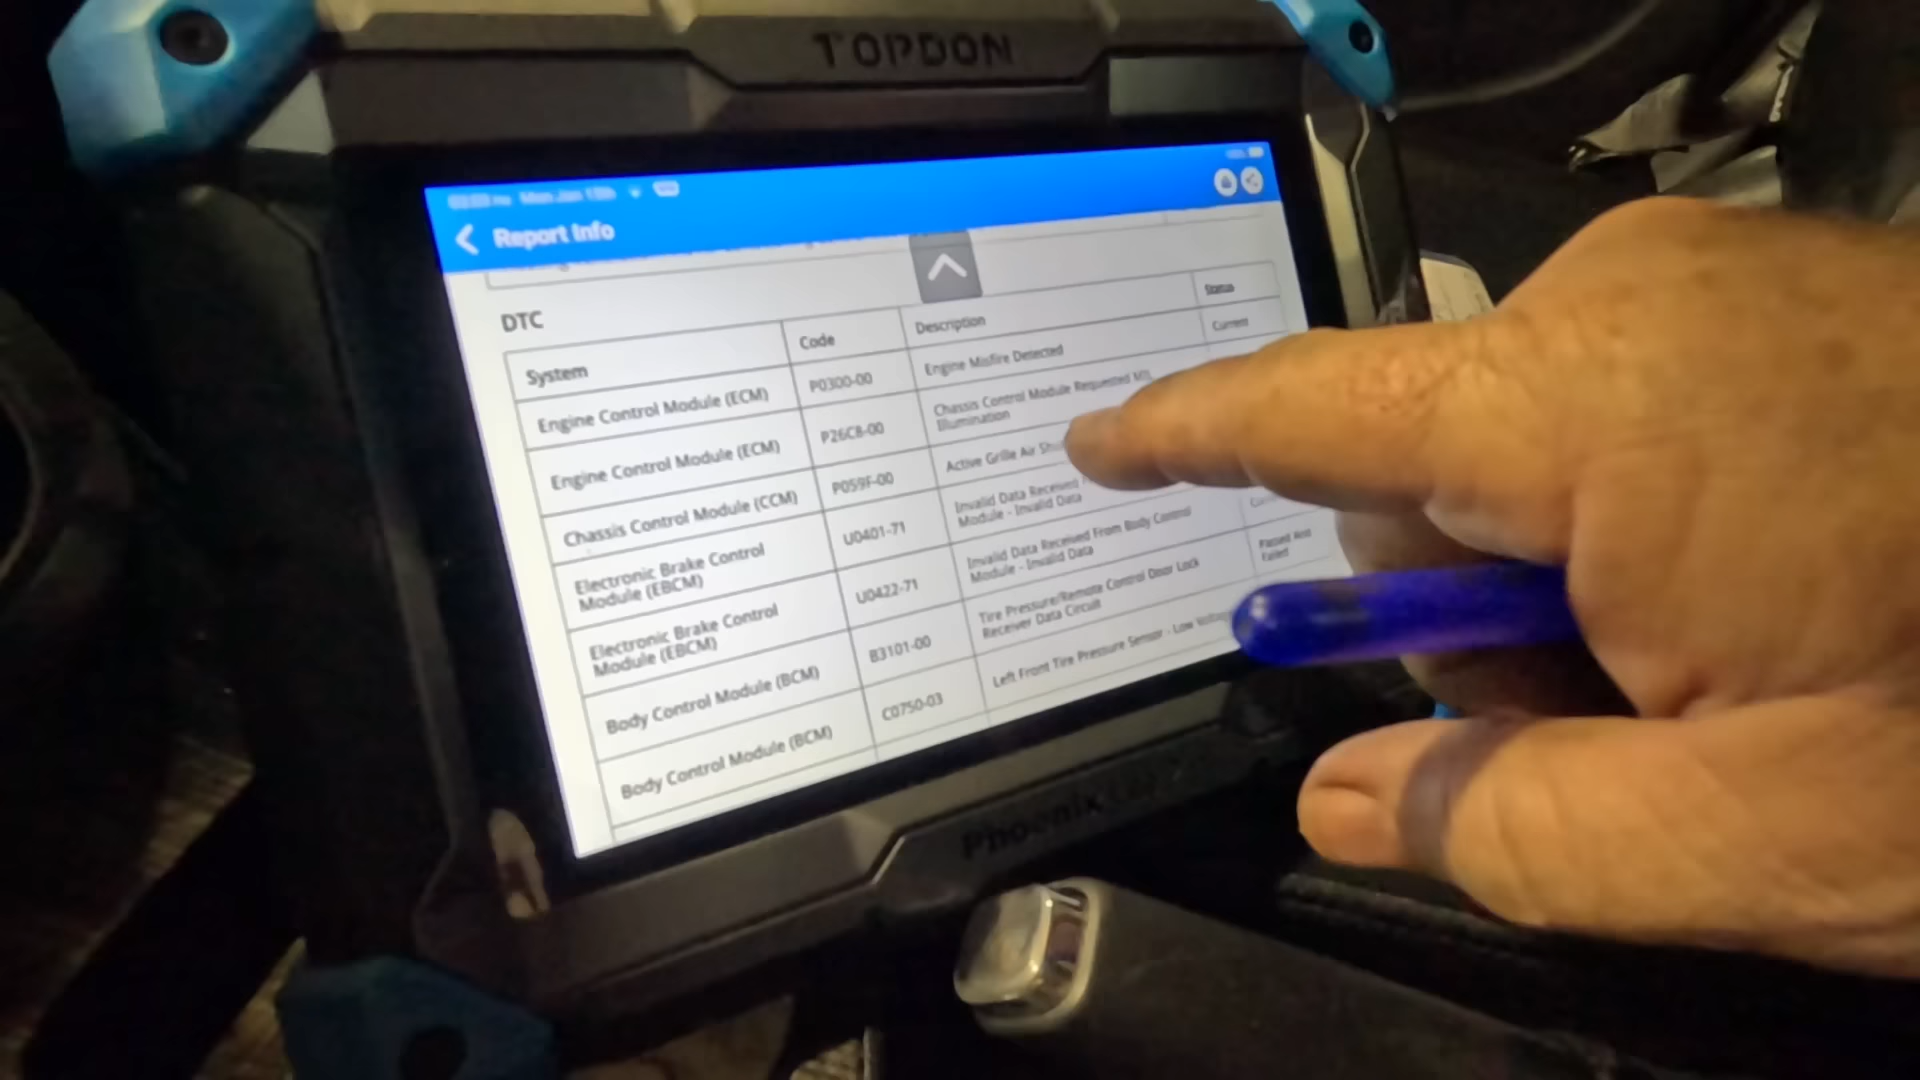 TOPDON
Report Info
DTC
System
Code
Description
Status
Engine Control Module (ECM)
P0300-00
Engine Misfire Detected
Current
Engine Control Module (ECM)
P26C8-00
Chassis Control Module Requested MIL
Illumination
Chassis Control Module (CCM)
P059F-00
Active Grille Air
Electronic Brake Control
Module (EBCM)
U0401-71
Invalid Data Received
Module - Invalid Data
Electronic Brake Control
Module (EBCM)
U0422-71
Invalid Data Received From Body Control
Module - Invalid Data
Body Control Module (BCM)
B3101-00
Tire Pressure/Remote Control Door Lock
Receiver Data Circuit
Passed And
Failed
Body Control Module (BCM)
C0750-03
Left Front Tire Pressure Sensor - Low
Phoenix